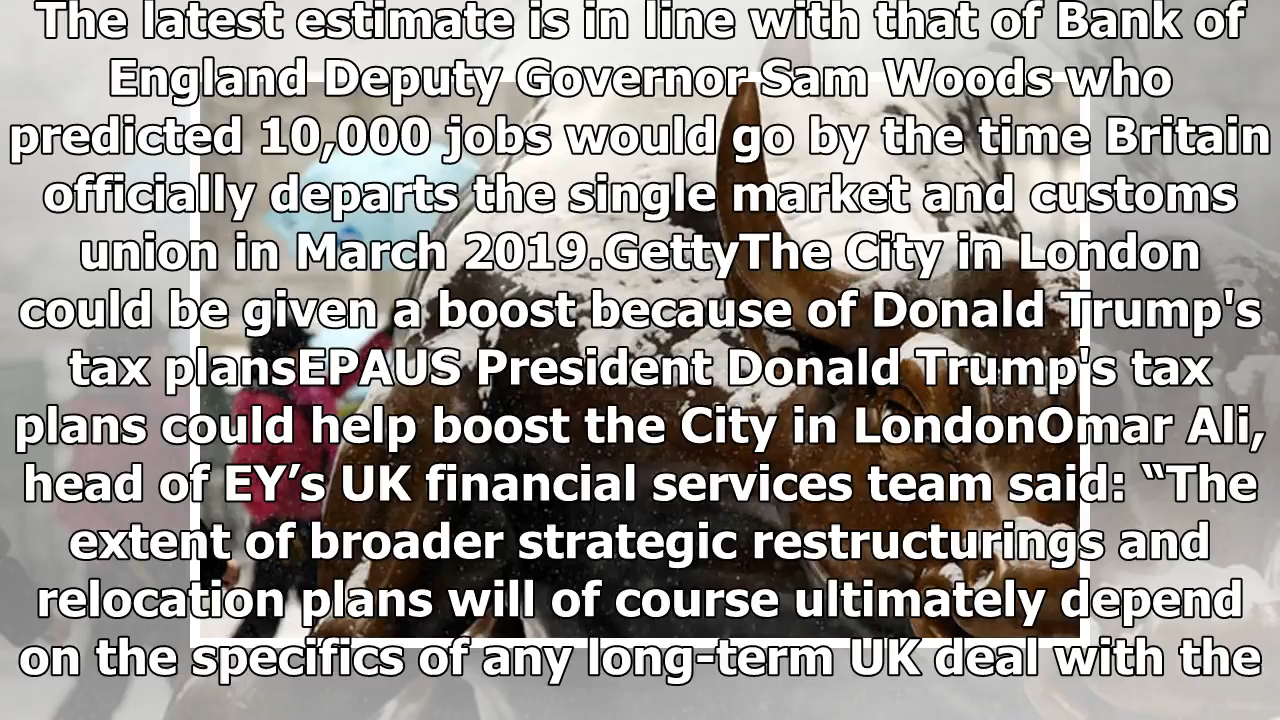 The latest estimate is in line with that of Bank of
England Deputy Governor Sam Woods who
predicted 10,000 jobs would go by the time Britain
officially departs the single market and customs
union in March 2019.GettyThe City in London
could be given a boost because of Donald Trump's
tax plansEPAUS President Donald Trump's tax
plans could help boost the City in LondonOmar Ali,
head of EY’s UK financial services team said: “The
extent of broader strategic restructurings and
relocation plans will of course ultimately depend
on the specifics of any long-term UK deal with the